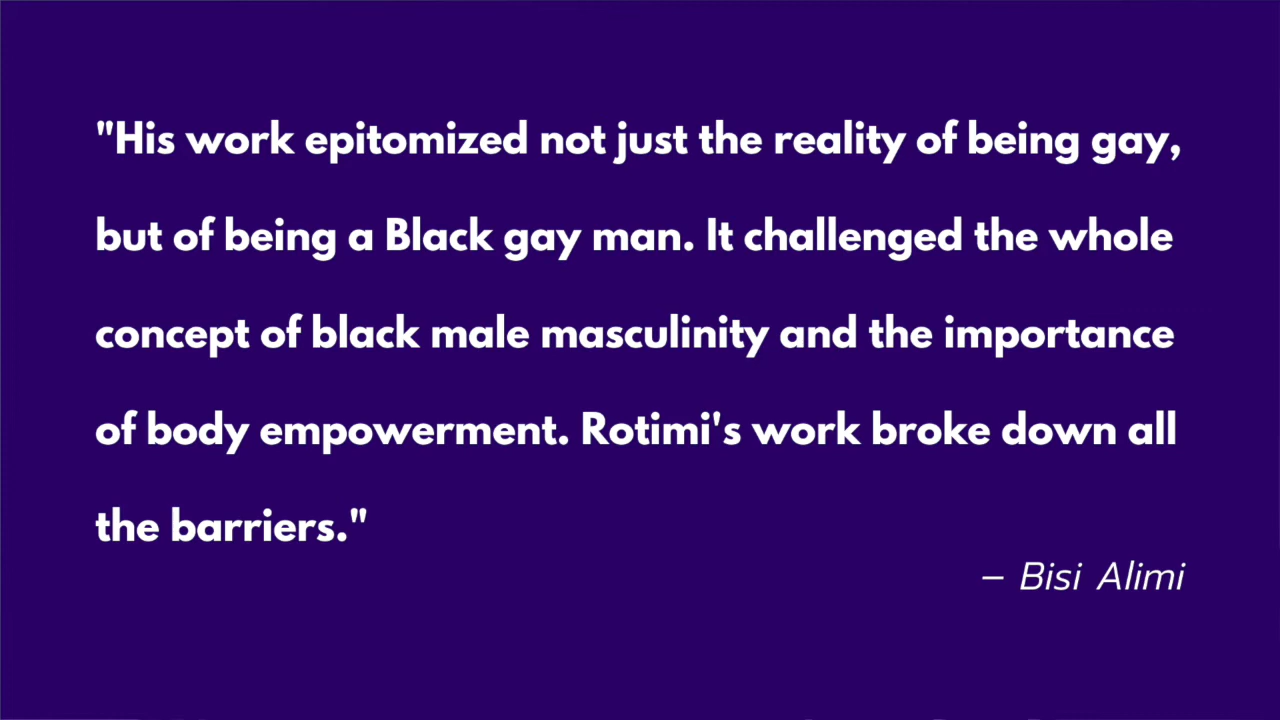 "His work epitomized not just the reality of being gay,
but of being a Black gay man. It challenged the whole
concept of black male masculinity and the importance
of body empowerment. Rotimi's work broke down all
the barriers."
– Bisi Alimi